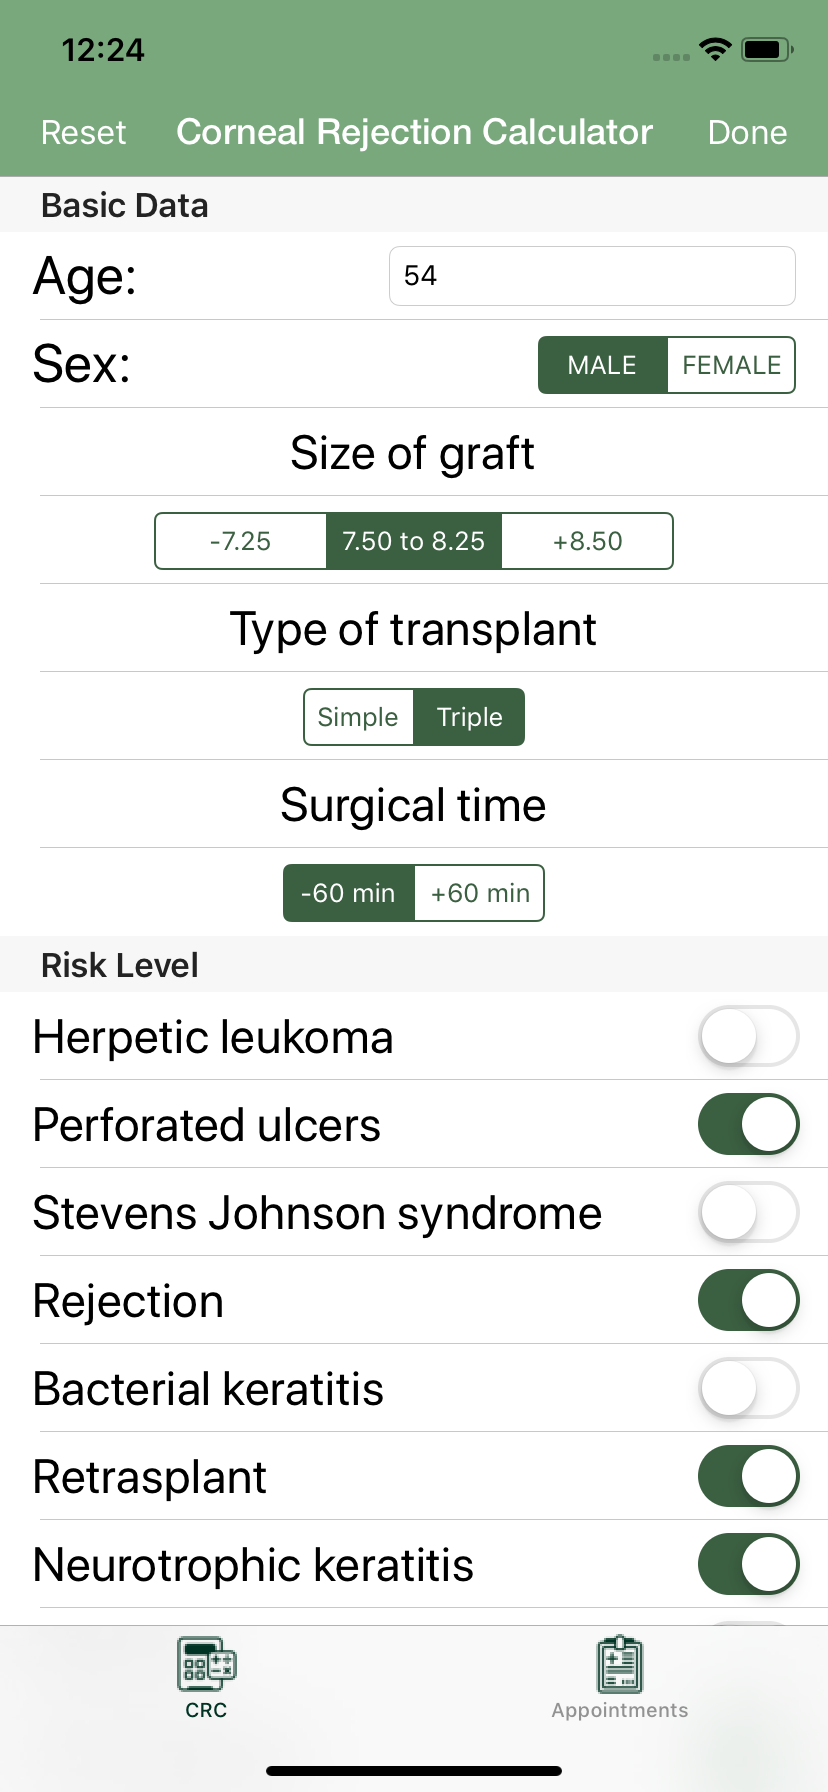 12:24
Reset Corneal Rejection Calculator Done
Basic Data
Age: 54
Sex: MALE FEMALE
Size of graft
-7.25 7.50 to 8.25 +8.50
Type of transplant
Simple Triple
Surgical time
-60 min +60 min
Risk Level
Herpetic leukoma
Perforated ulcers
Stevens Johnson syndrome
Rejection
Bacterial keratitis
Retrasplant
Neurotrophic keratitis
CRC Appointments